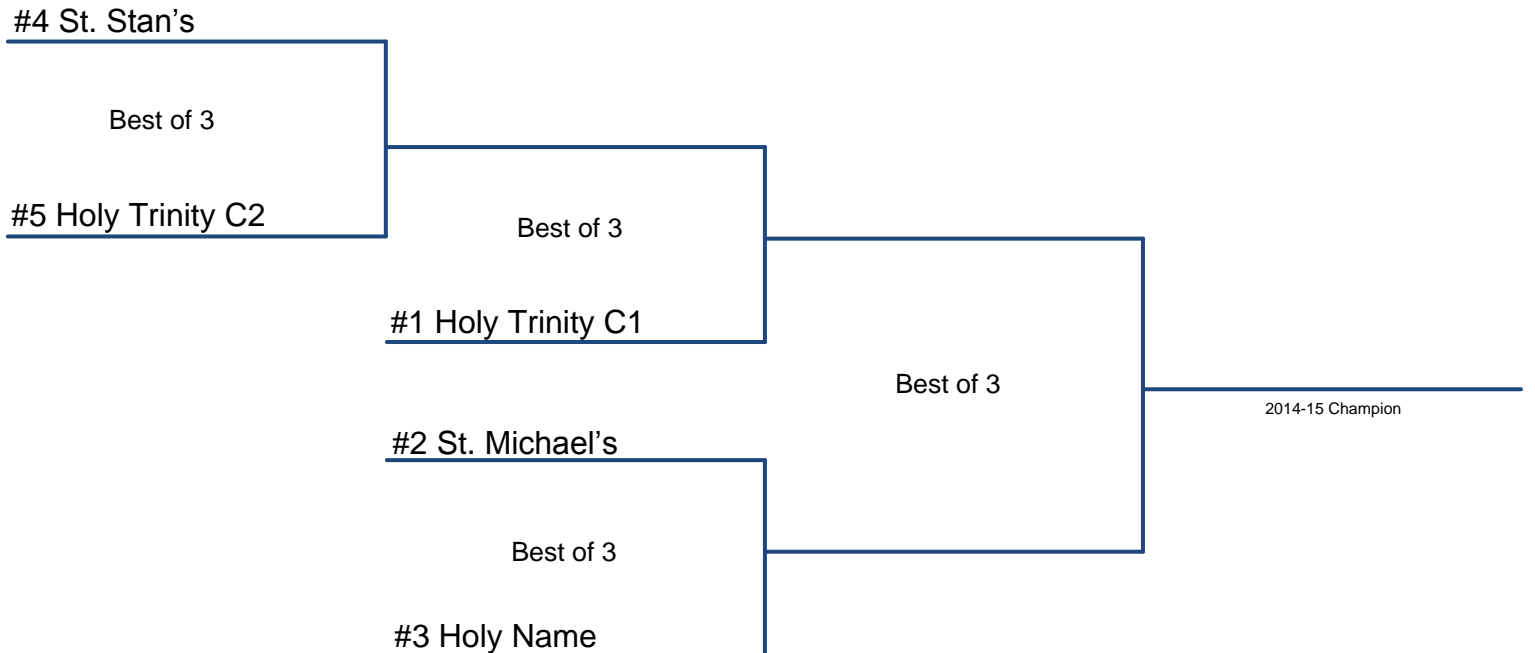 #4 St. Stan’s
Best of 3
#5 Holy Trinity C2
Best of 3
#1 Holy Trinity C1
Best of 3
2014-15 Champion
#2 St. Michael’s
Best of 3
#3 Holy Name